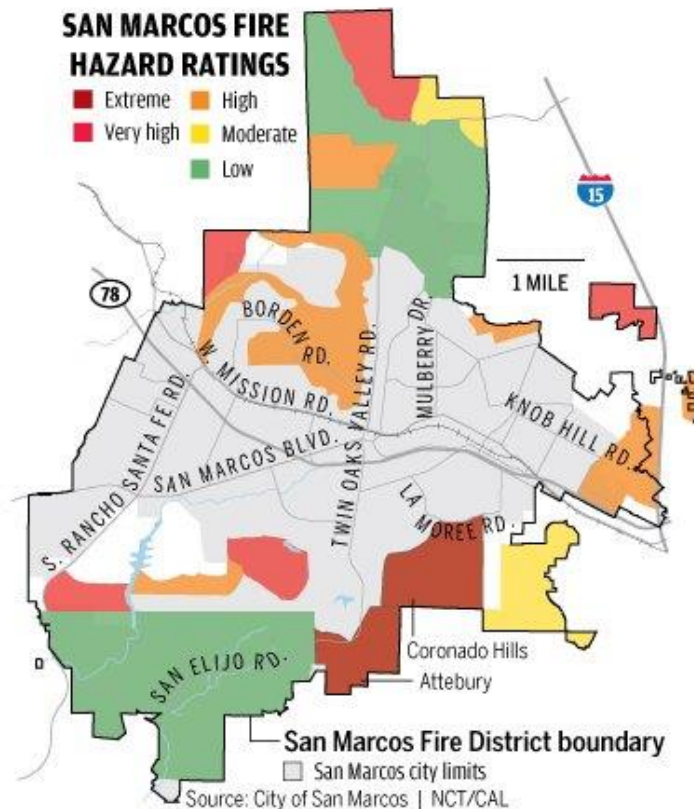 SAN MARCOS FIRE
HAZARD RATINGS
Extreme
High
Very high
Moderate
Low
15
1 MILE
78
BORDEN
RD.
MULBERRY DR.
W. MISSION RD.
TWIN OAKS VALLEY RD.
KNOB HILL RD.
SAN MARCOS BLVD.
S. RANCHO SANTA FE RD.
LA
MOREE RD.
Coronado Hills
SAN ELIJO RD.
Attebury
San Marcos Fire District boundary
San Marcos city limits
Source: City of San Marcos | NCT/CAL